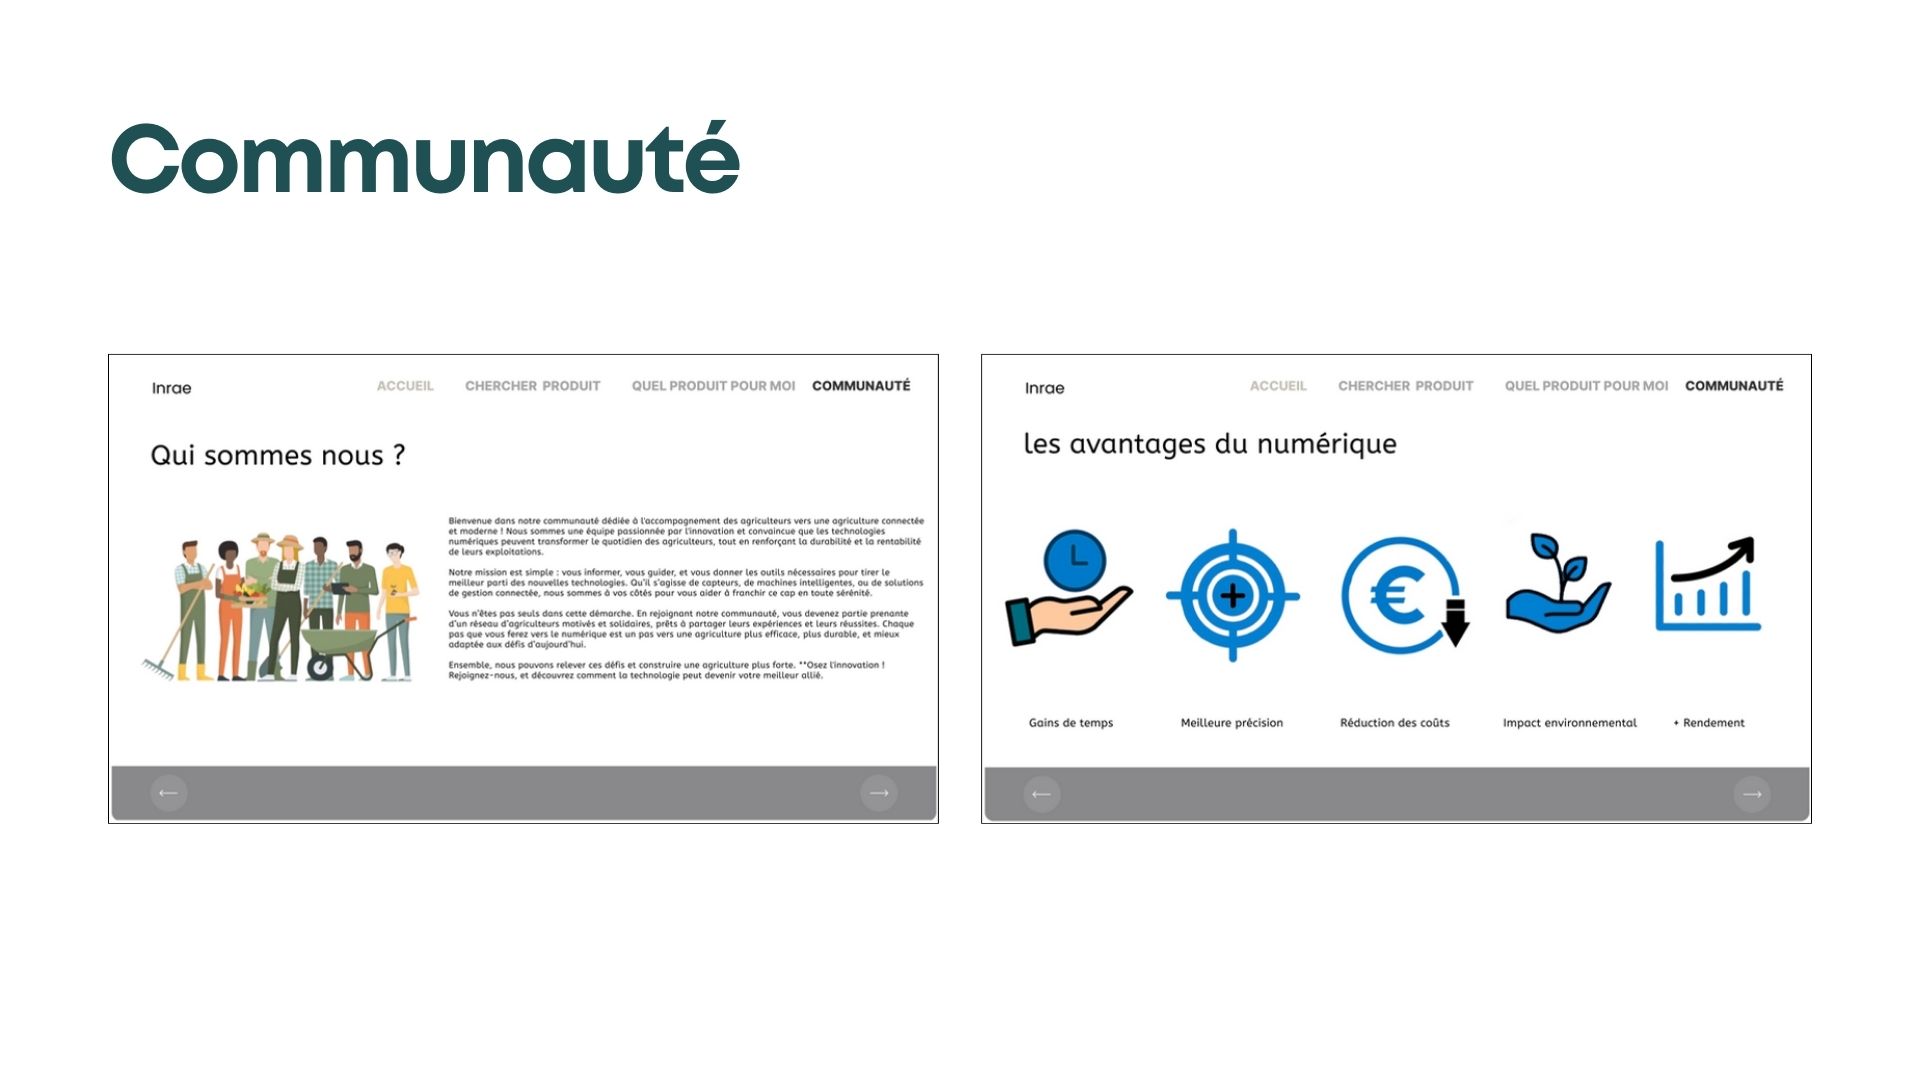 Communauté
Inrae
ACCUEIL CHERCHER PRODUIT QUEL PRODUIT POUR MOI COMMUNAUTÉ
Qui sommes nous ?
Bienvenue dans notre communauté dédiée à l'accompagnement des agriculteurs vers une agriculture connectée
et moderne ! Nous sommes une équipe passionnée par l'innovation et convaincue que les technologies
numériques peuvent transformer le quotidien des agriculteurs, tout en renforçant la durabilité et la rentabilité
de leurs exploitations.
Notre mission est simple : vous informer, vous guider, et vous donner les outils nécessaires pour tirer le
meilleur parti des nouvelles technologies. Qu'il s'agisse de capteurs, de machines intelligentes, ou de solutions
de gestion connectée, nous sommes à vos côtés pour vous aider à franchir ce cap en toute sérénité.
Vous n'êtes pas seuls dans cette démarche. En rejoignant notre communauté, vous devenez partie prenante
d'un réseau d'agriculteurs motivés et solidaires, prêts à partager leurs expériences et leurs réussites. Chaque
pas que vous ferez vers le numérique est un pas vers une agriculture plus efficace, plus durable, et mieux
adaptée aux défis d'aujourd'hui.
Ensemble, nous pouvons relever ces défis et construire une agriculture plus forte. **Osez l'innovation !
Rejoignez-nous, et découvrez comment la technologie peut devenir votre meilleur allié.
Inrae
ACCUEIL CHERCHER PRODUIT QUEL PRODUIT POUR MOI COMMUNAUTÉ
les avantages du numérique
Gains de temps
Meilleure précision
Réduction des coûts
Impact environnemental
+ Rendement